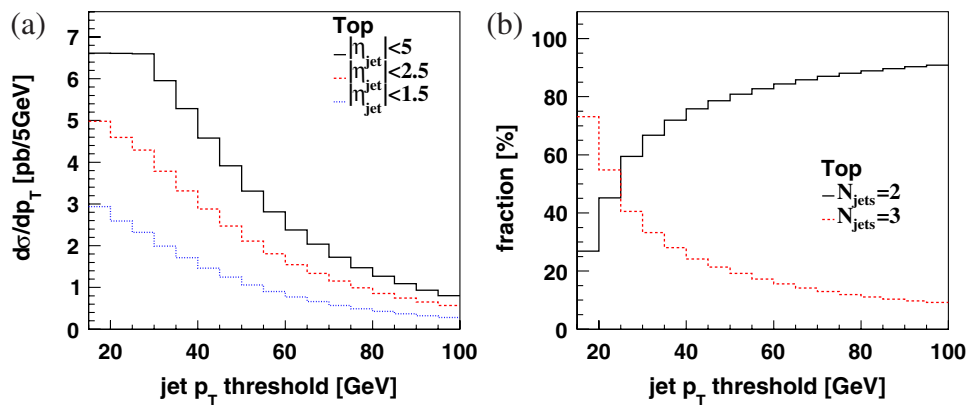 (a)
Top
|η_jet|<5
|η_jet|<2.5
|η_jet|<1.5
dσ/dp_T [pb/5GeV]
7
6
5
4
3
2
1
0
20 40 60 80 100
jet p_T threshold [GeV]
(b)
Top
N_jets=2
N_jets=3
fraction [%]
100
80
60
40
20
0
20 40 60 80 100
jet p_T threshold [GeV]